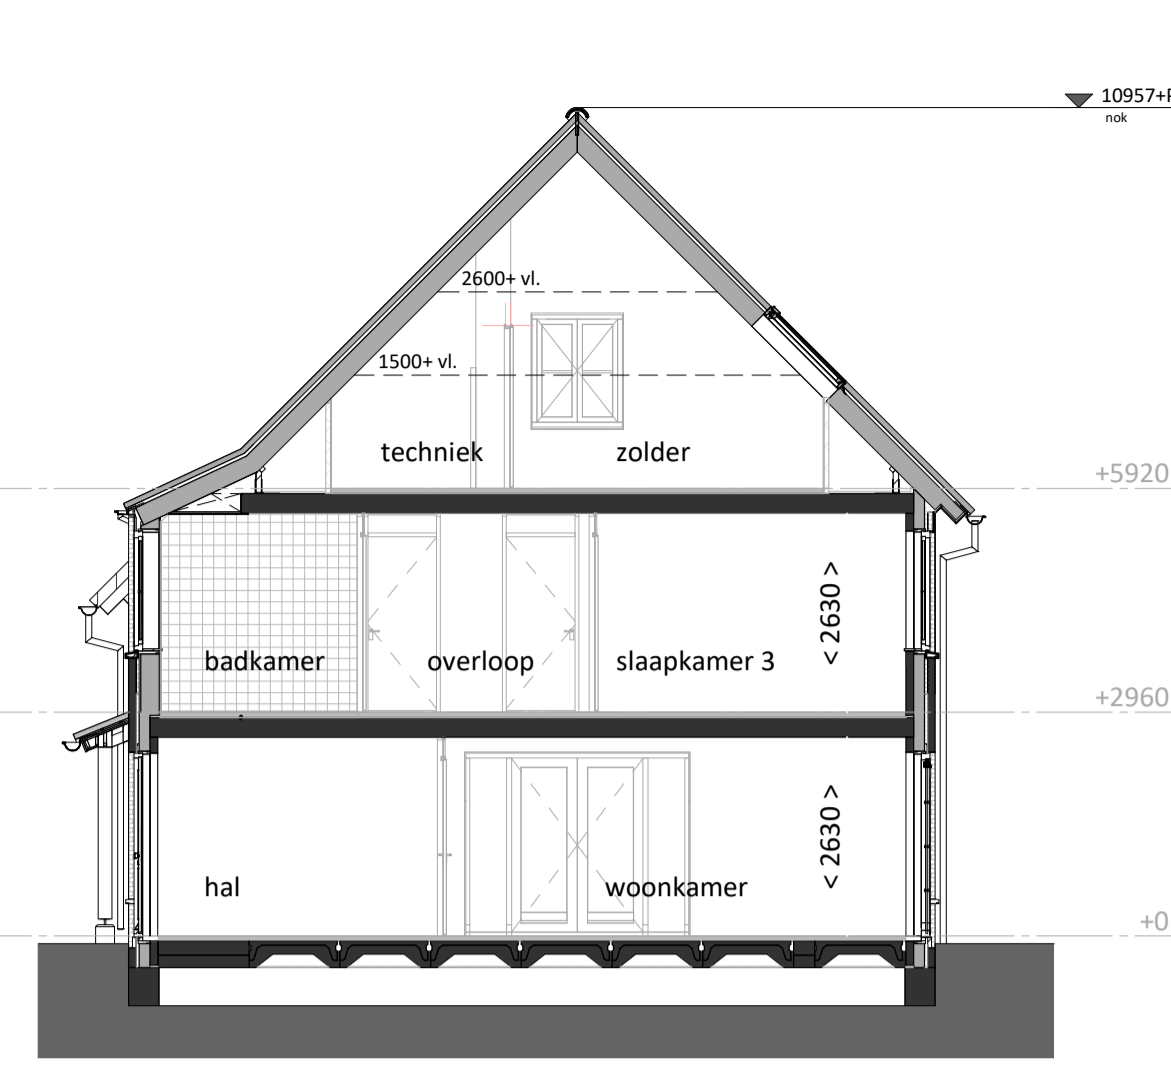 10957+P
nok
2600+ vl.
1500+ vl.
techniek
zolder
+5920
< 2630 >
badkamer
overloop
slaapkamer 3
+2960
< 2630 >
hal
woonkamer
+0